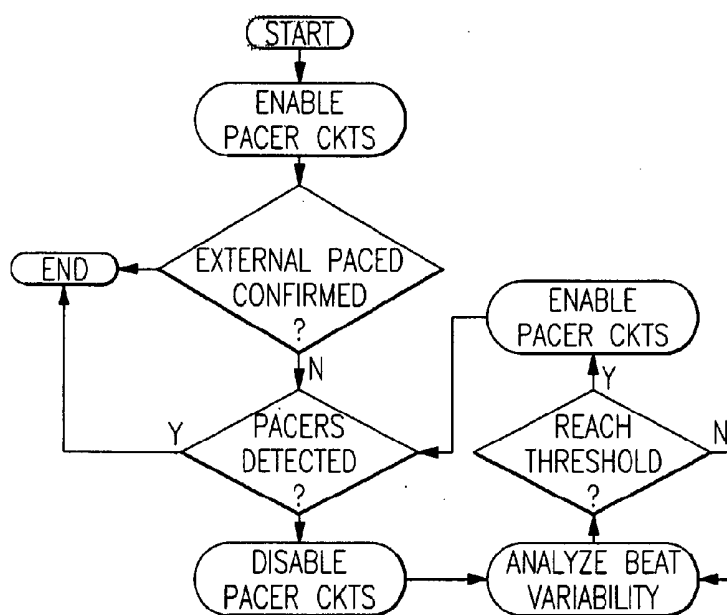 START
ENABLE
PACER CKTS
EXTERNAL PACED
CONFIRMED
?
END
N
PACERS
DETECTED
?
Y
DISABLE
PACER CKTS
ANALYZE BEAT
VARIABILITY
REACH
THRESHOLD
?
Y
N
ENABLE
PACER CKTS